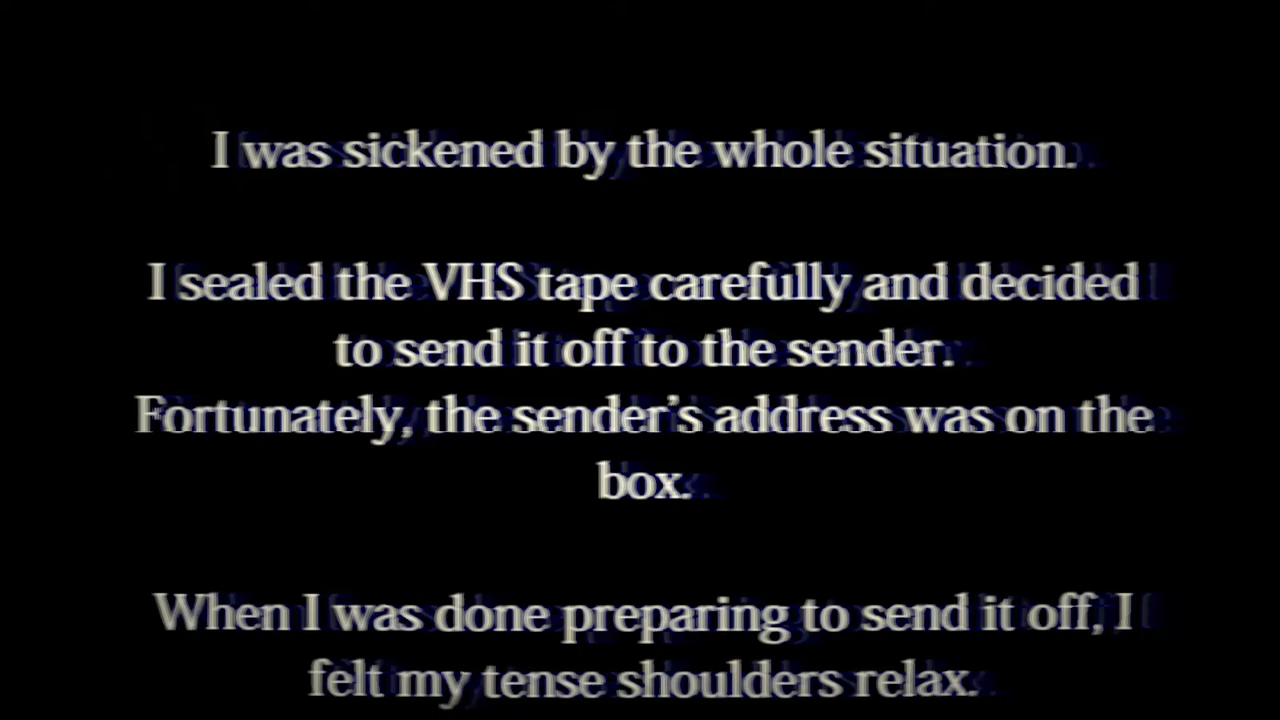 I was sickened by the whole situation.
I sealed the VHS tape carefully and decided
to send it off to the sender.
Fortunately, the sender’s address was on the
box.
When I was done preparing to send it off, I
felt my tense shoulders relax.